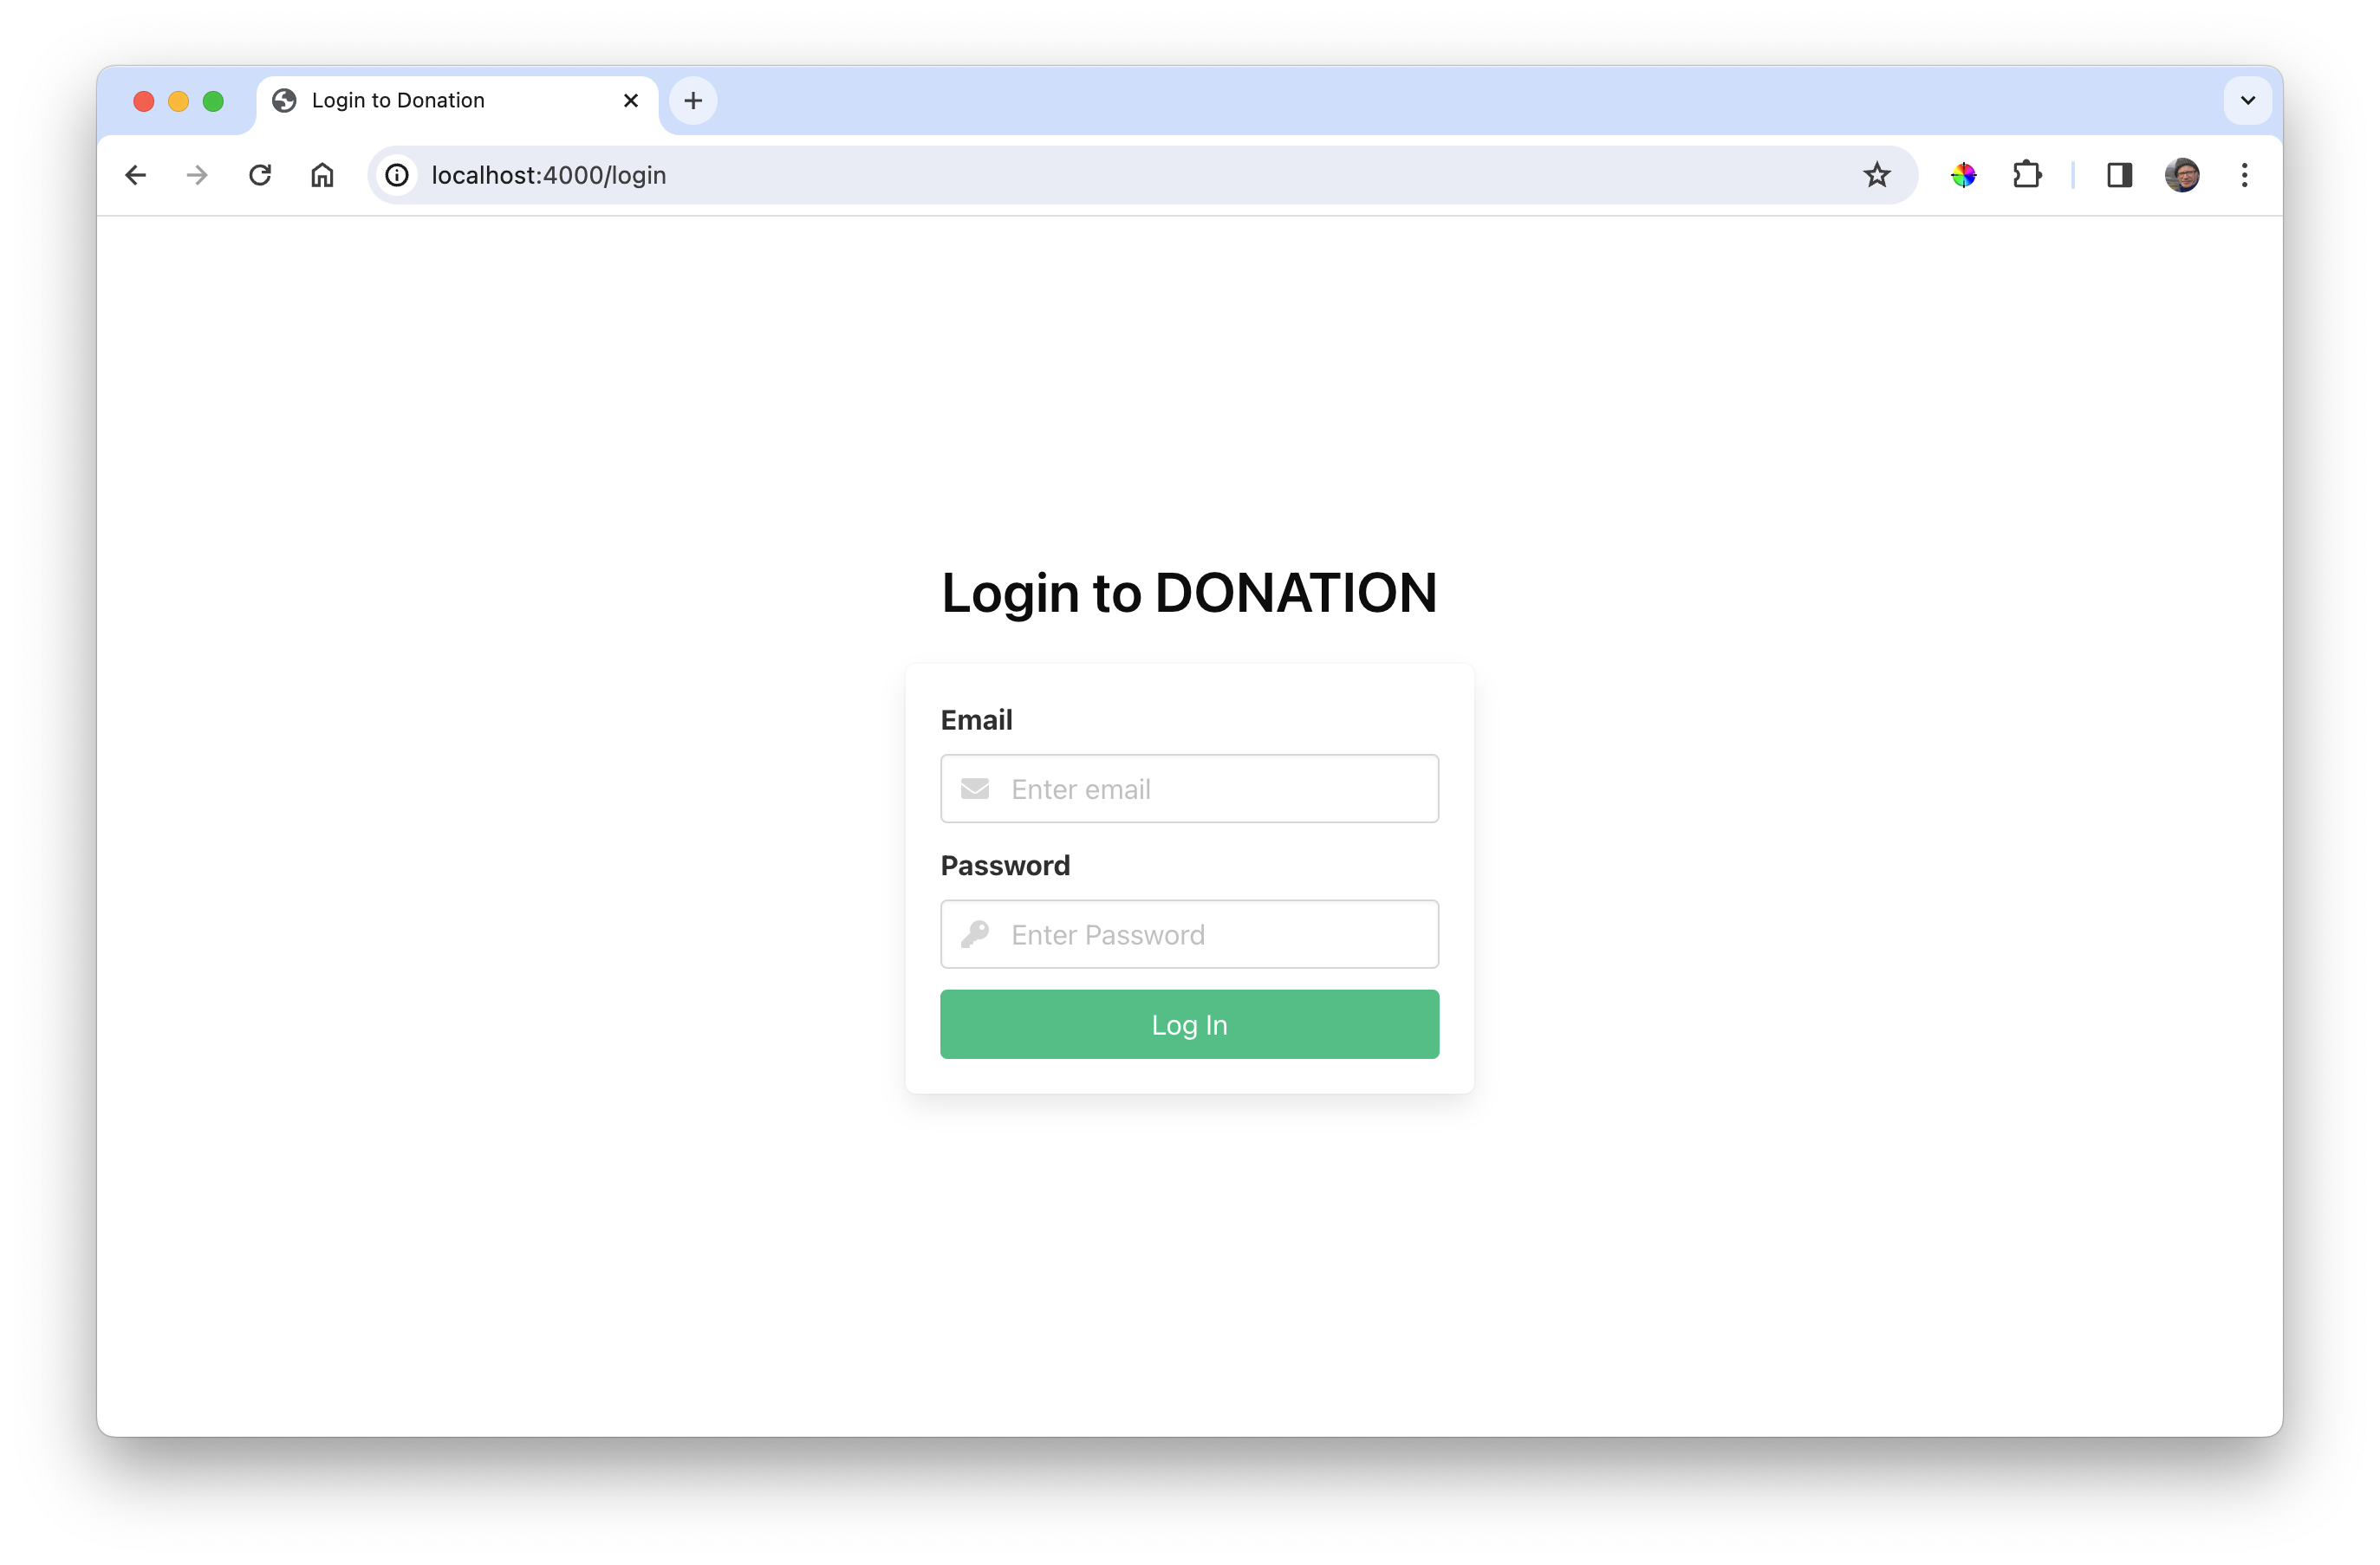 Login to Donation
localhost:4000/login
Login to DONATION
Email
Enter email
Password
Enter Password
Log In